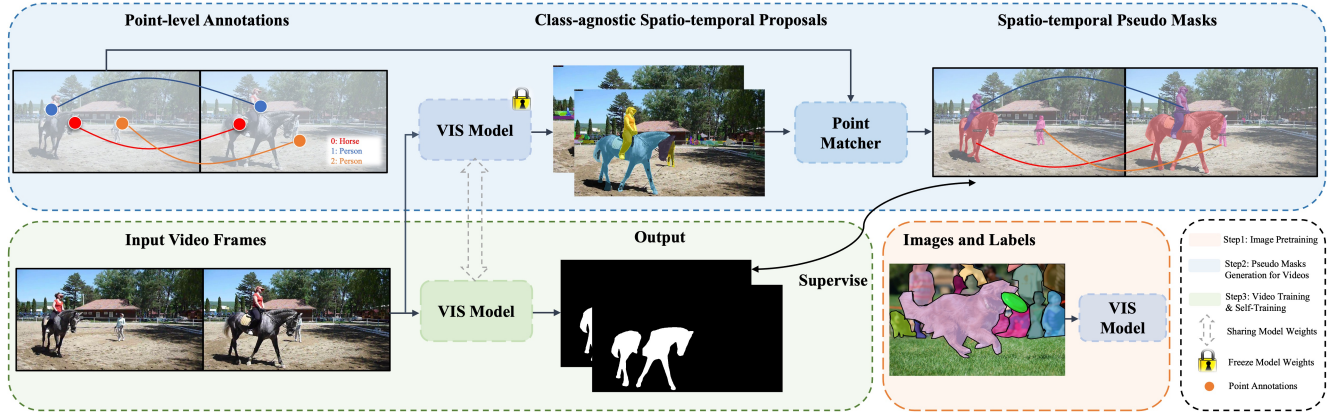 Point-level Annotations
Class-agnostic Spatio-temporal Proposals
Spatio-temporal Pseudo Masks
0: Horse
1: Person
2: Person
VIS Model
Point
Matcher
Input Video Frames
VIS Model
Output
Supervise
Images and Labels
VIS
Model
Step1: Image Pretraining
Step2: Pseudo Masks
Generation for Videos
Step3: Video Training
& Self-Training
Sharing Model Weights
Freeze Model Weights
Point Annotations